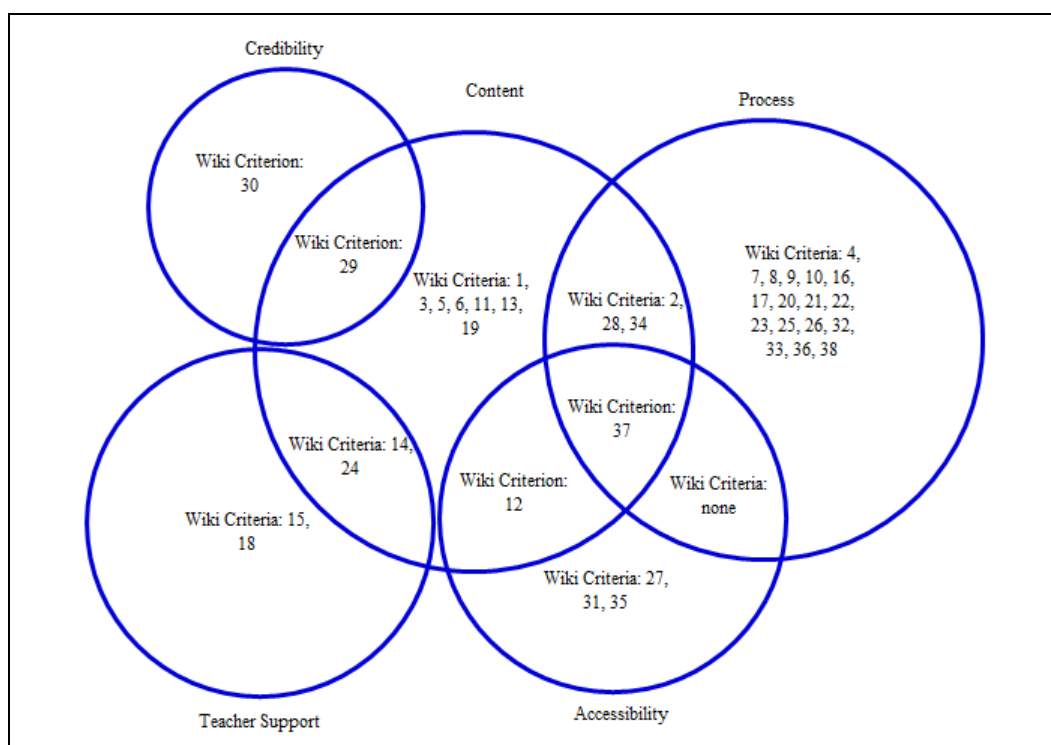 Credibility
Content
Process
Wiki Criterion:
30
Wiki Criterion:
29
Wiki Criteria: 1,
3, 5, 6, 11, 13,
19
Wiki Criteria: 2,
28, 34
Wiki Criteria: 4,
7, 8, 9, 10, 16,
17, 20, 21, 22,
23, 25, 26, 32,
33, 36, 38
Wiki Criterion:
37
Wiki Criteria: 14,
24
Wiki Criterion:
12
Wiki Criteria:
none
Wiki Criteria: 15,
18
Wiki Criteria: 27,
31, 35
Teacher Support
Accessibility